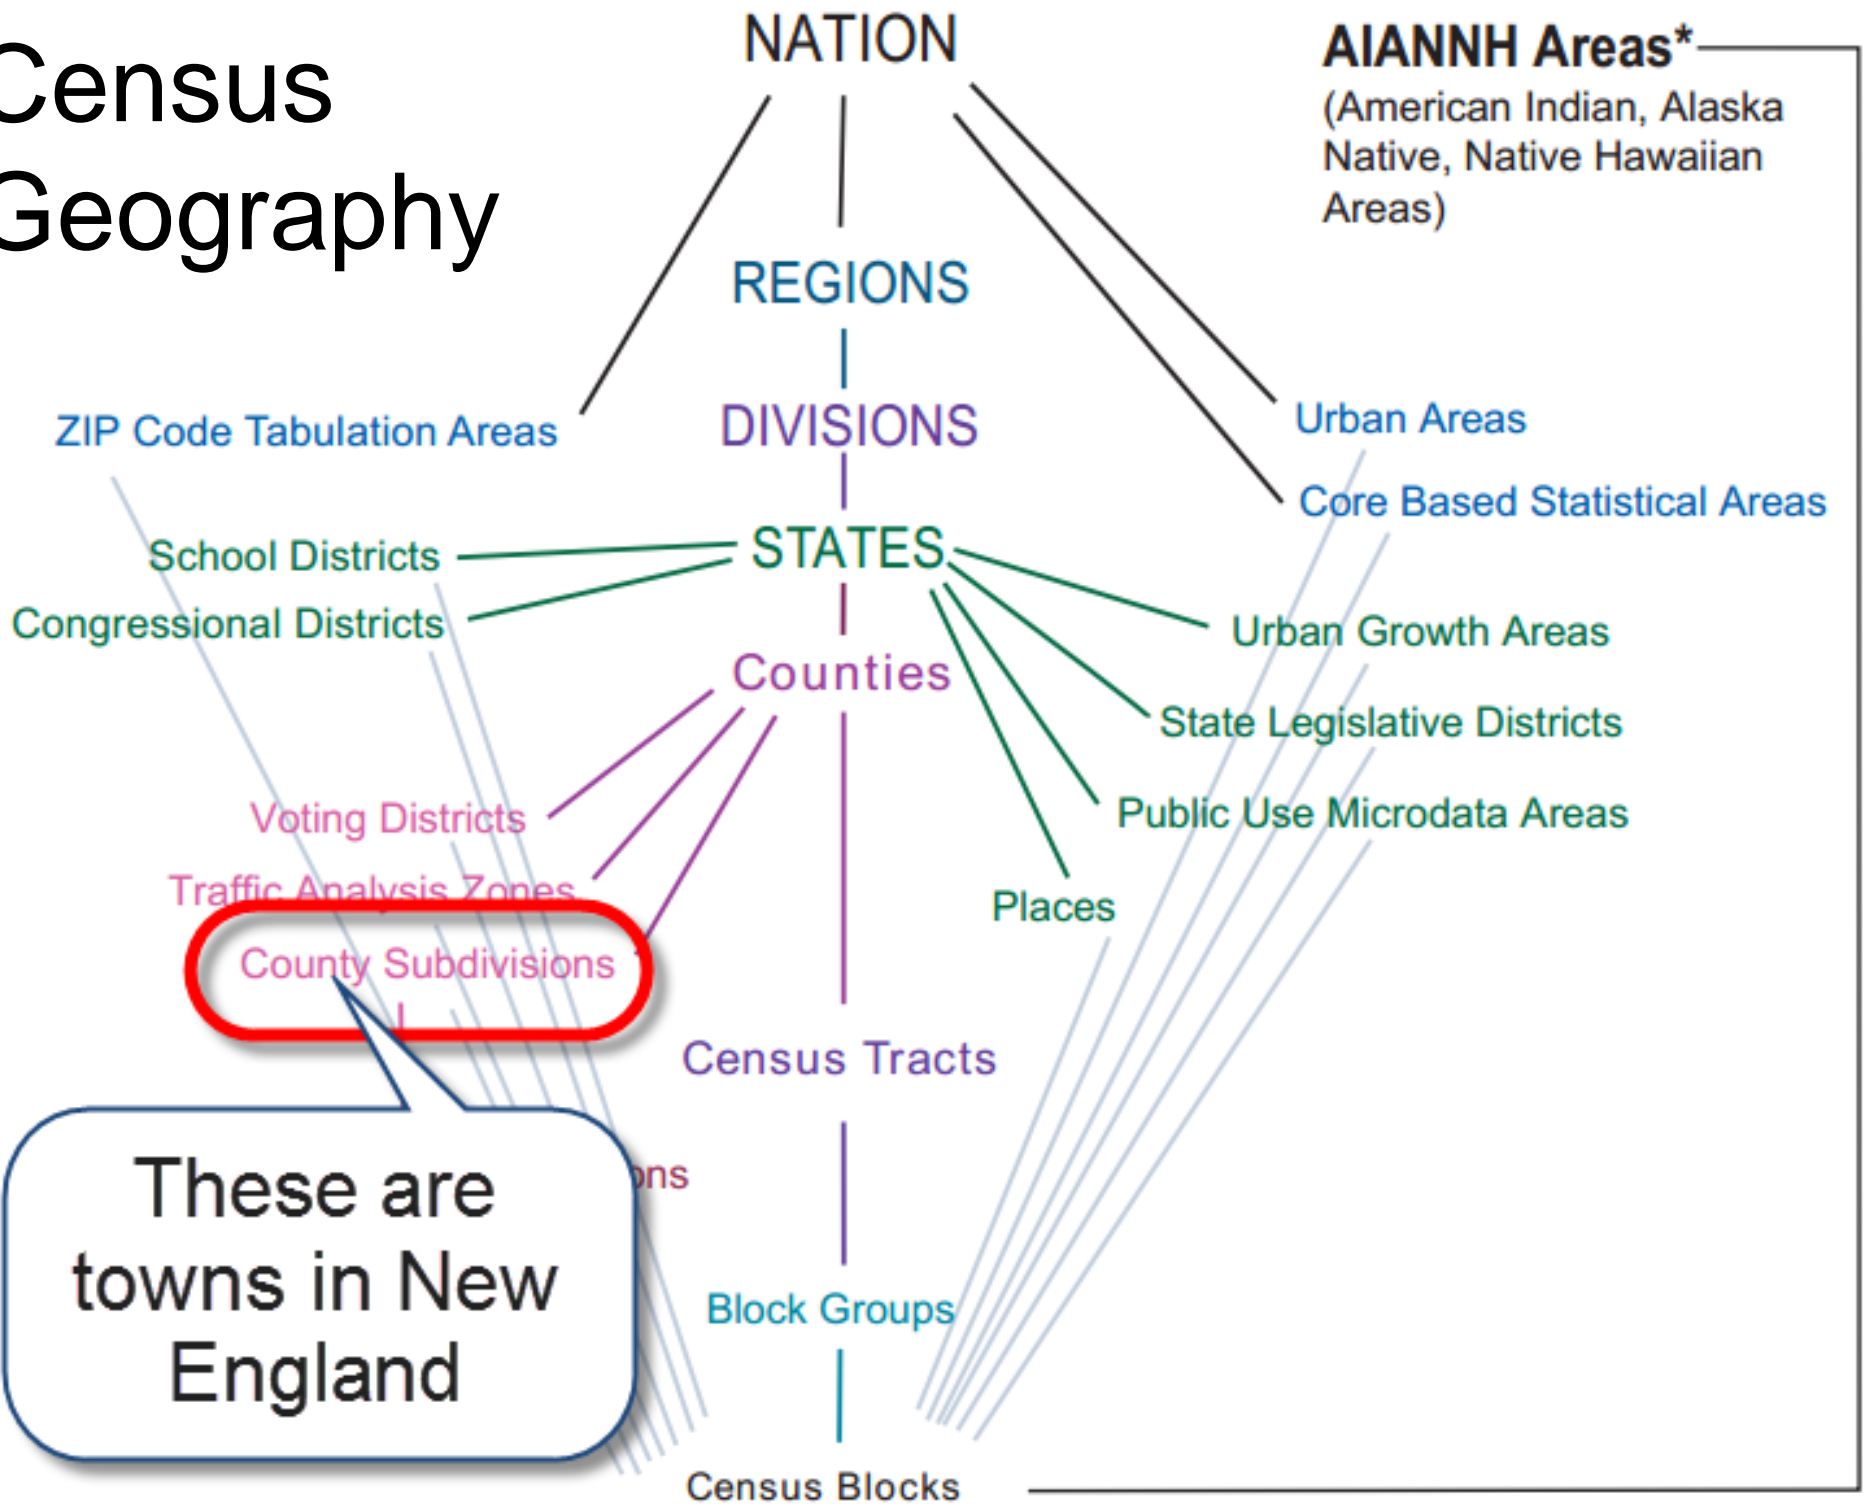 Census
Geography
NATION
AIANNH Areas*
(American Indian, Alaska
Native, Native Hawaiian
Areas)
REGIONS
ZIP Code Tabulation Areas
DIVISIONS
Urban Areas
Core Based Statistical Areas
School Districts
STATES
Congressional Districts
Urban Growth Areas
Counties
State Legislative Districts
Voting Districts
Public Use Microdata Areas
Traffic Analysis Zones
Places
County Subdivisions
Census Tracts
These are
towns in New
England
Block Groups
Census Blocks